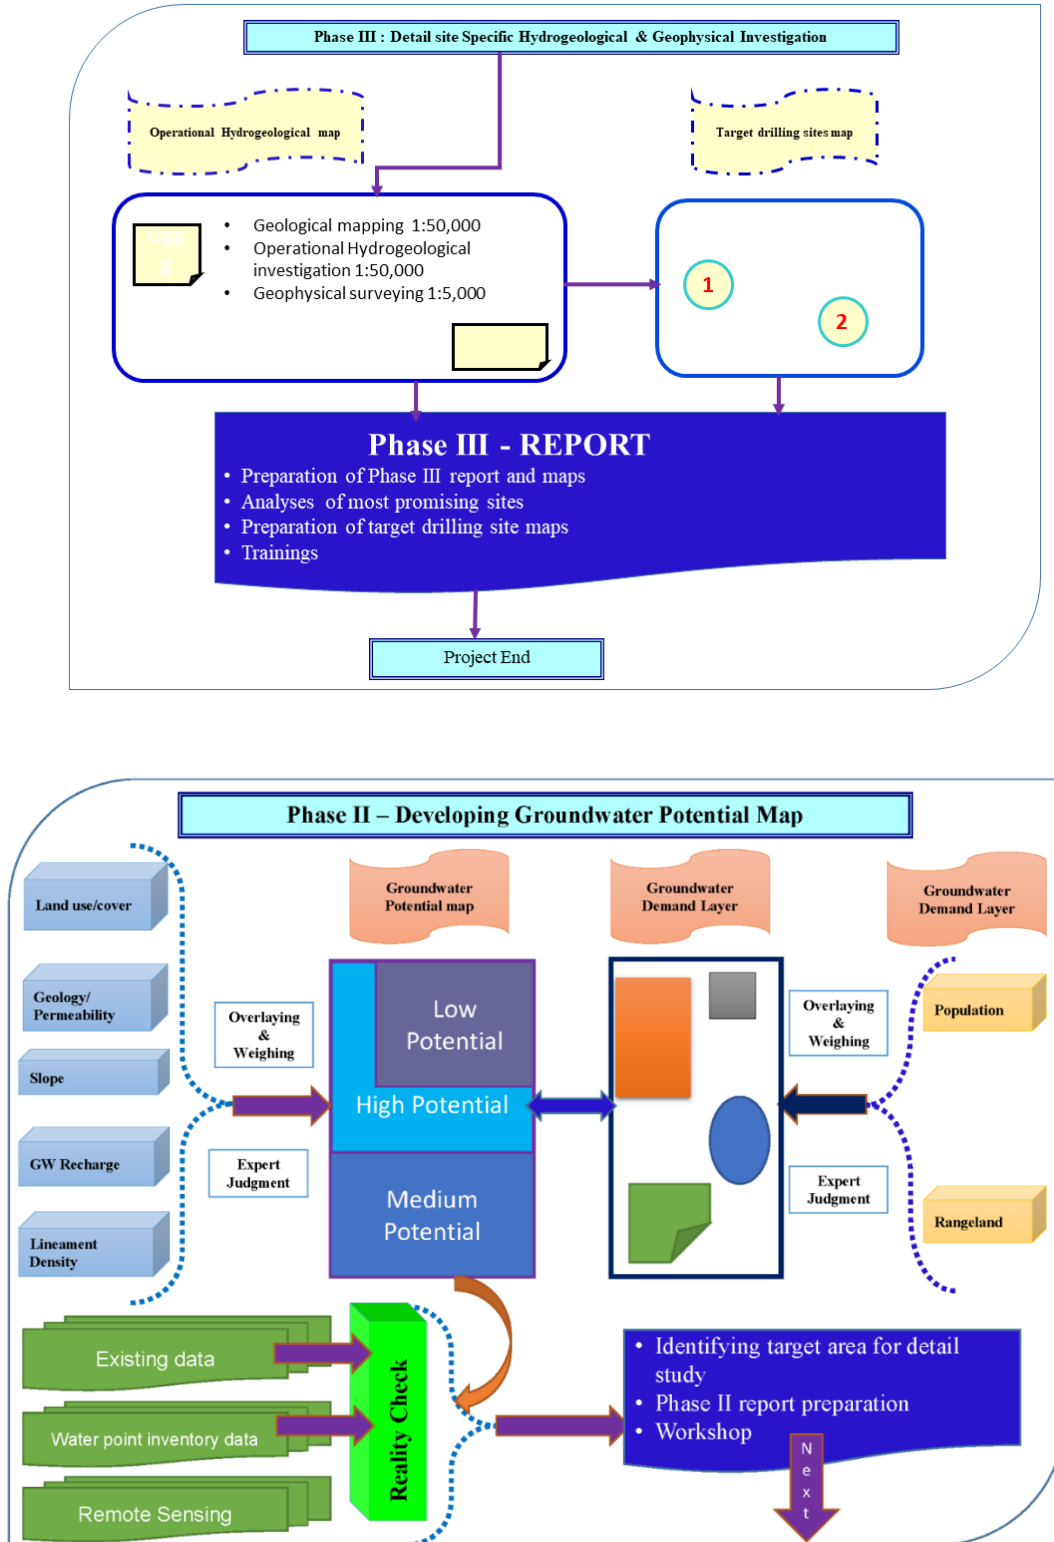 Phase III : Detail site Specific Hydrogeological & Geophysical Investigation
Operational Hydrogeological map
Target drilling sites map
• Geological mapping 1:50,000
• Operational Hydrogeological
investigation 1:50,000
• Geophysical surveying 1:5,000
1
2
Phase III - REPORT
• Preparation of Phase III report and maps
• Analyses of most promising sites
• Preparation of target drilling site maps
• Trainings
Project End
Phase II – Developing Groundwater Potential Map
Land use/cover
Geology/
Permeability
Slope
GW Recharge
Lineament
Density
Overlaying
&
Weighing
Expert
Judgment
Groundwater
Potential map
Low
Potential
High Potential
Medium
Potential
Groundwater
Demand Layer
Groundwater
Demand Layer
Overlaying
&
Weighing
Expert
Judgment
Population
Rangeland
Existing data
Water point inventory data
Remote Sensing
Reality Check
• Identifying target area for detail
study
• Phase II report preparation
• Workshop
Next